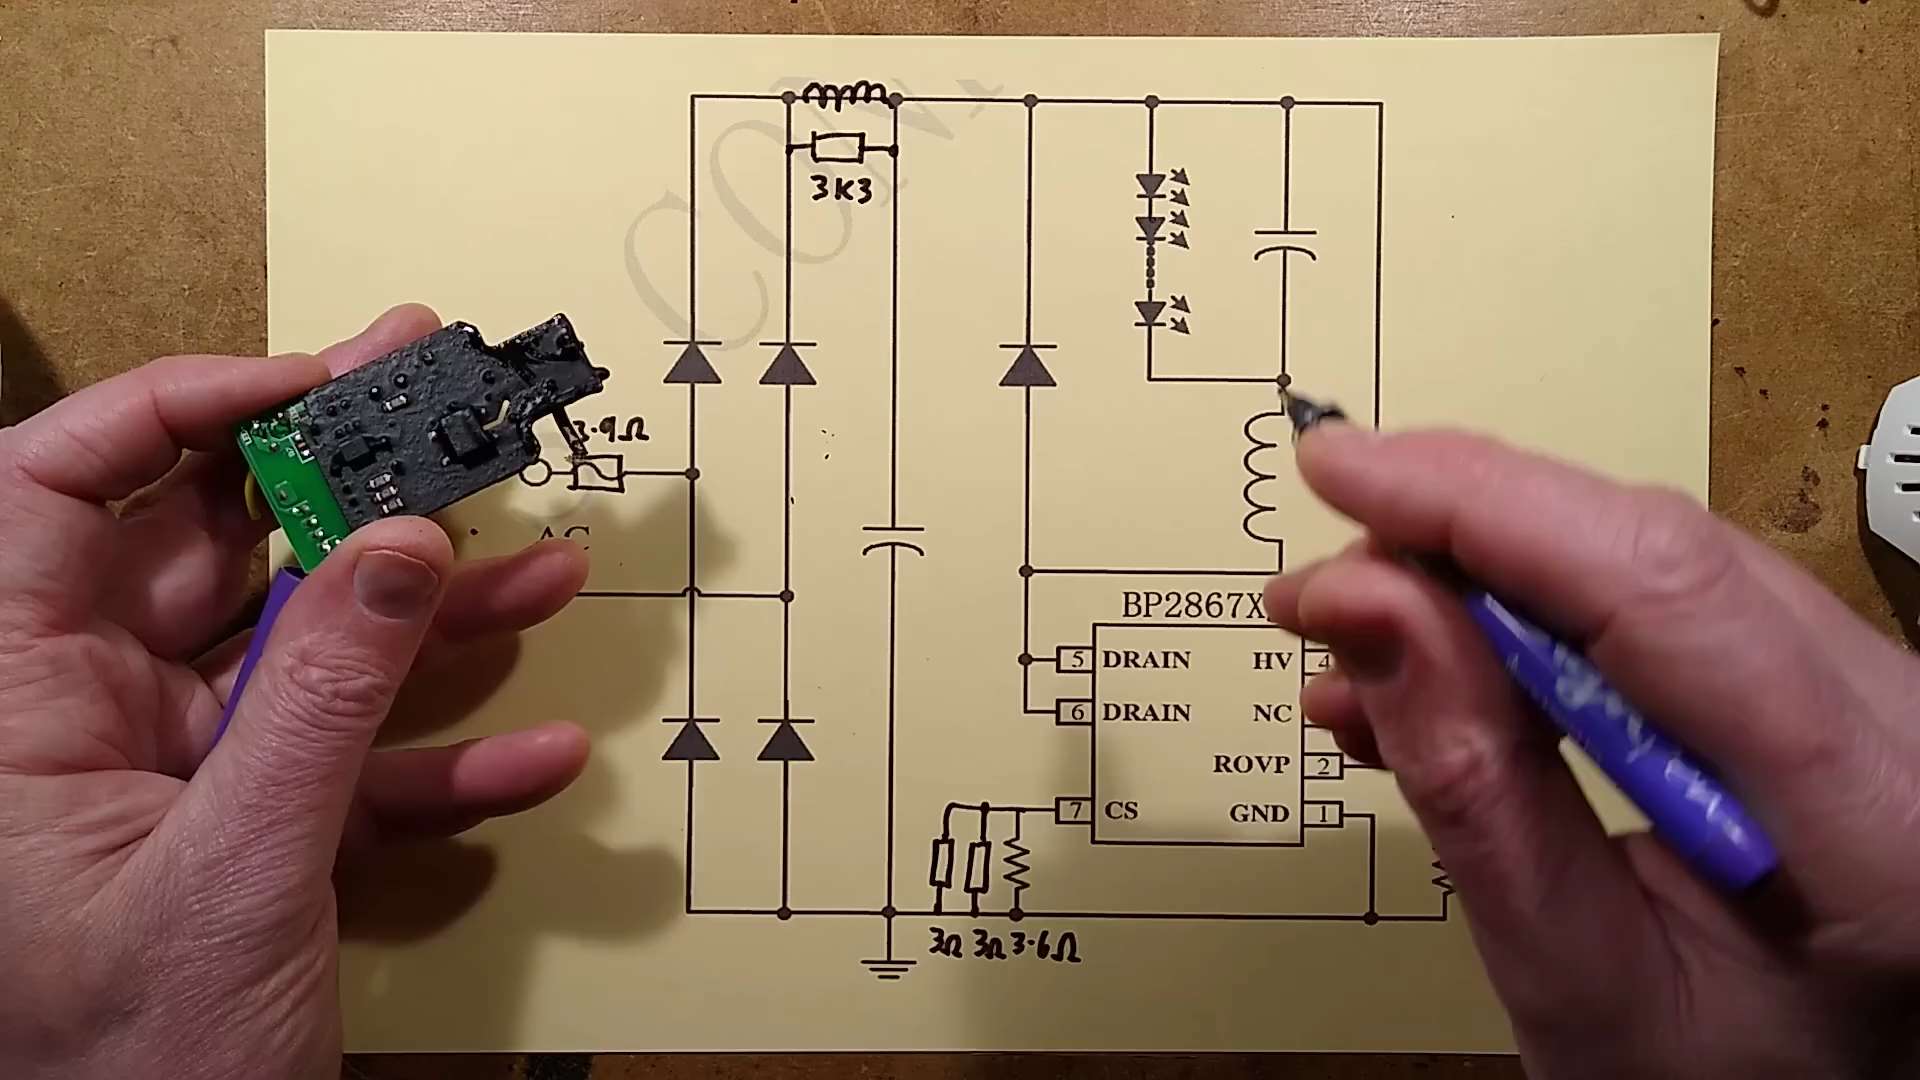 3K3
3.9Ω
AC
BP2867X
5 DRAIN HV 4
6 DRAIN NC
ROVP 2
7 CS GND 1
3Ω 3Ω 3.6Ω